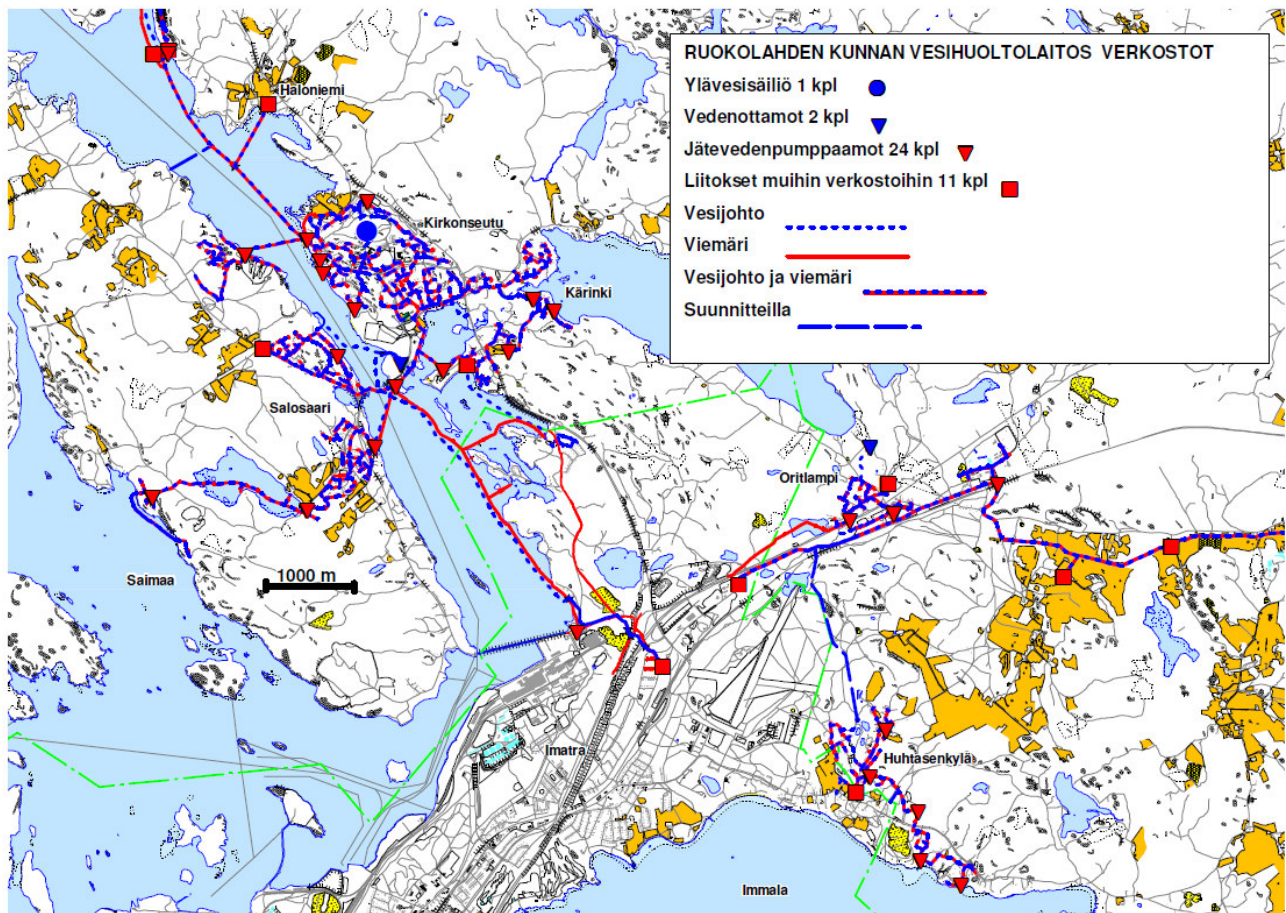 RUOKOLAHDEN KUNNAN VESIHUOLTOLAITOS VERKOSTOT
Ylävesisäiliö 1 kpl
Vedenottamot 2 kpl
Jätevedenpumppaamot 24 kpl
Liitokset muihin verkostoihin 11 kpl
Vesijohto
Viemäri
Vesijohto ja viemäri
Suunnitteilla
Haloniemi
Kirkonseutu
Kärinki
Salosaari
Oritlampi
Saimaa
1000 m
Imatra
Huhtasenkylä
Immala